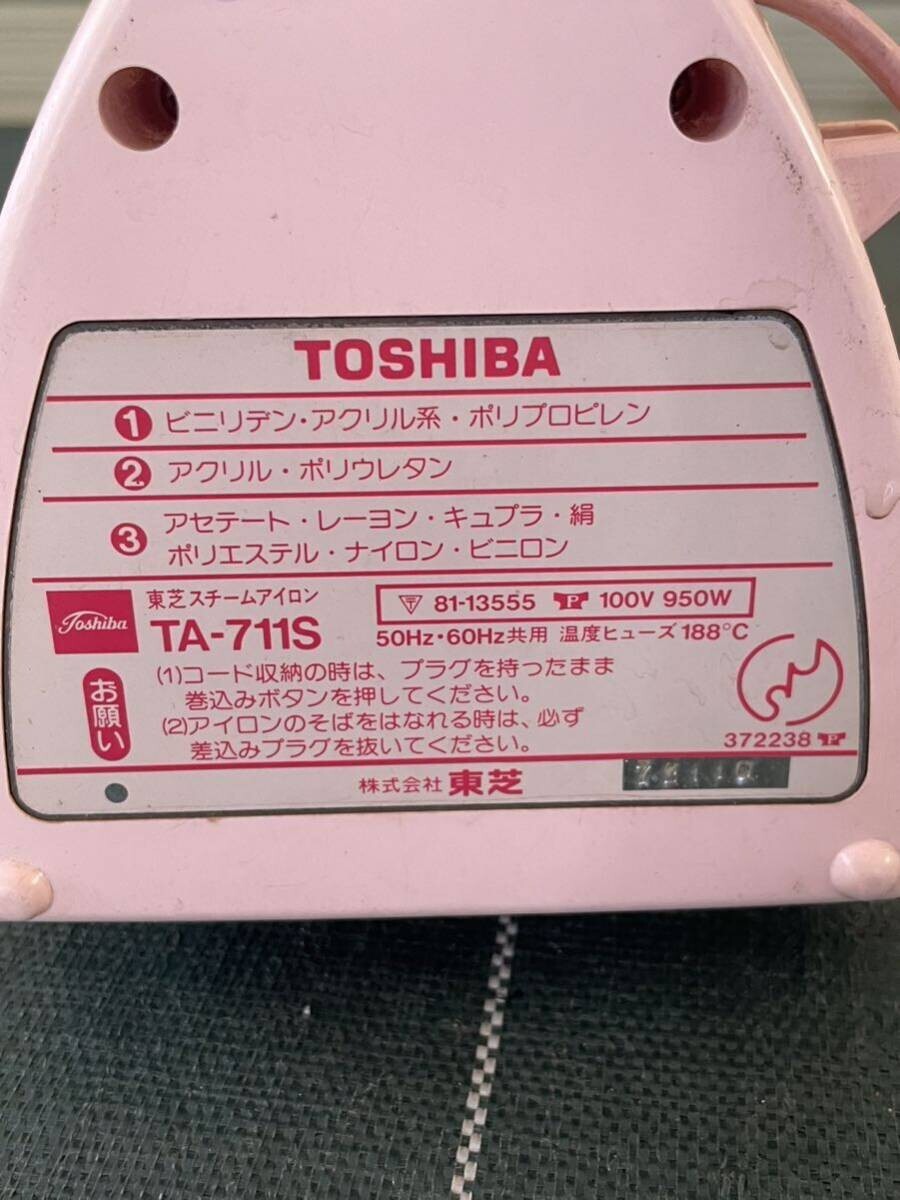 TOSHIBA
① ビニリデン・アクリル系・ポリプロピレン
② アクリル・ポリウレタン
③ アセテート・レーヨン・キュプラ・絹
ポリエステル・ナイロン・ビニロン
Toshiba
東芝スチームアイロン
TA-711S
〒 81-13555 P 100V 950W
50Hz・60Hz共用 温度ヒューズ188°C
お願い
(1)コード収納の時は、プラグを持ったまま
巻込みボタンを押してください。
(2)アイロンのそばをはなれる時は、必ず
差込みプラグを抜いてください。
372238 P
株式会社 東芝